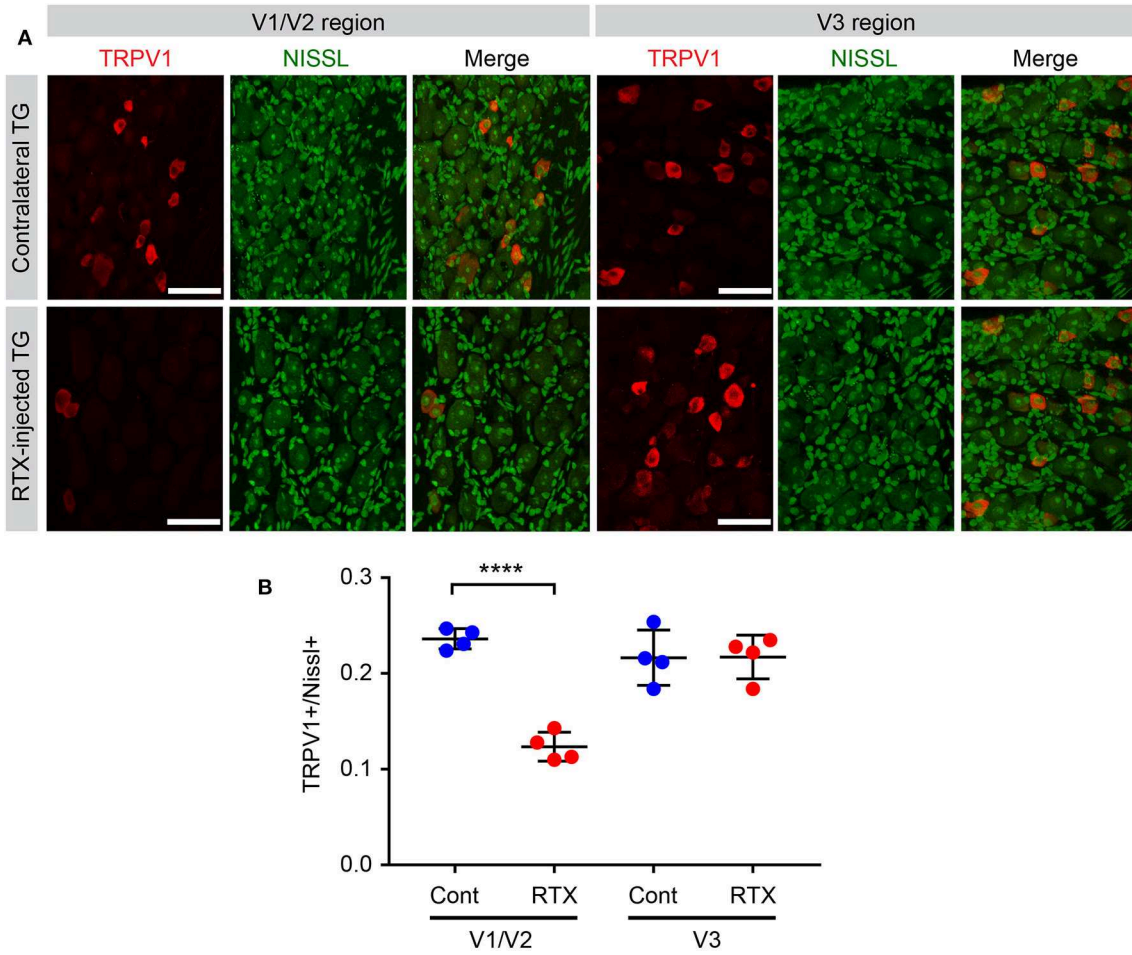 A
V1/V2 region
V3 region
TRPV1
NISSL
Merge
TRPV1
NISSL
Merge
Contralateral TG
RTX-injected TG
B
****
TRPV1+/Nissl+
0.3
0.2
0.1
0.0
Cont
RTX
Cont
RTX
V1/V2
V3